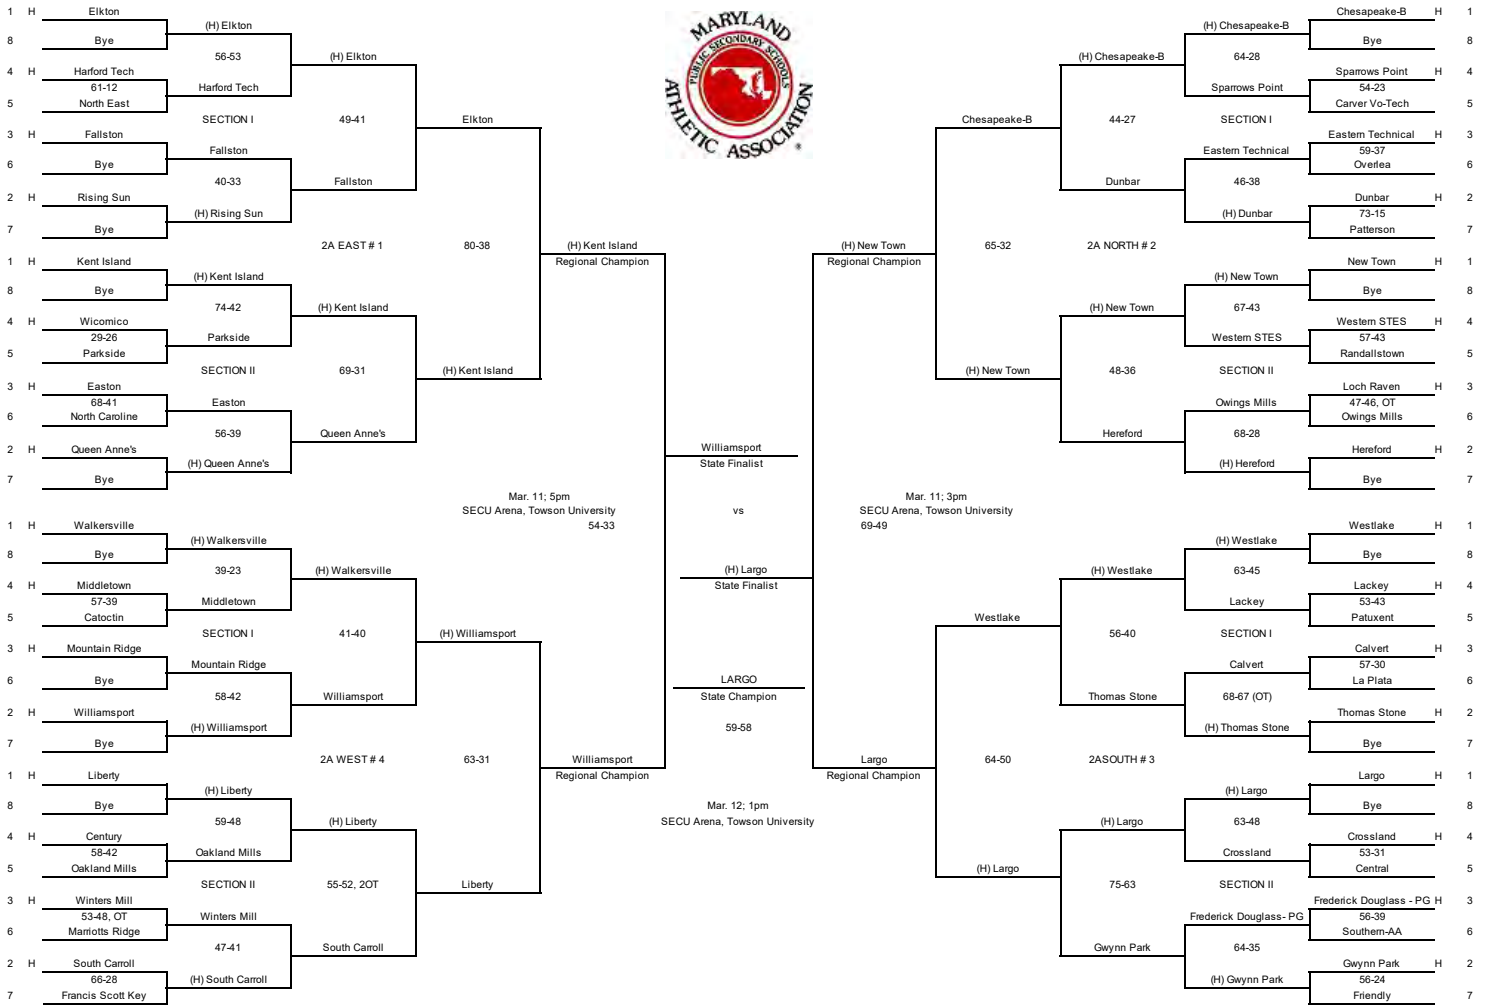 MARYLAND
PUBLIC SECONDARY SCHOOLS
ATHLETIC ASSOCIATION
®
1 H Elkton
(H) Elkton
8 Bye
56-53
(H) Elkton
4 H Harford Tech
61-12
Harford Tech
5 North East
SECTION I
49-41
Elkton
3 H Fallston
Fallston
6 Bye
40-33
Fallston
2 H Rising Sun
(H) Rising Sun
7 Bye
2A EAST # 1
80-38
(H) Kent Island
Regional Champion
1 H Kent Island
(H) Kent Island
8 Bye
74-42
(H) Kent Island
4 H Wicomico
29-26
Parkside
5 Parkside
SECTION II
69-31
(H) Kent Island
3 H Easton
68-41
Easton
6 North Caroline
56-39
Queen Anne's
2 H Queen Anne's
(H) Queen Anne's
7 Bye
Mar. 11; 5pm
SECU Arena, Towson University
54-33
1 H Walkersville
(H) Walkersville
8 Bye
39-23
(H) Walkersville
4 H Middletown
57-39
Middletown
5 Catoctin
SECTION I
41-40
(H) Williamsport
3 H Mountain Ridge
Mountain Ridge
6 Bye
58-42
Williamsport
2 H Williamsport
(H) Williamsport
7 Bye
2A WEST # 4
63-31
Williamsport
Regional Champion
1 H Liberty
(H) Liberty
8 Bye
59-48
(H) Liberty
4 H Century
58-42
Oakland Mills
5 Oakland Mills
SECTION II
55-52, 2OT
Liberty
3 H Winters Mill
53-48, OT
Winters Mill
6 Marriotts Ridge
47-41
South Carroll
2 H South Carroll
66-28
(H) South Carroll
7 Francis Scott Key
Williamsport
State Finalist
vs
(H) Largo
State Finalist
LARGO
State Champion
59-58
Mar. 12; 1pm
SECU Arena, Towson University
Chesapeake-B H 1
(H) Chesapeake-B
Bye 8
64-28
(H) Chesapeake-B
Sparrows Point H 4
54-23
Sparrows Point
Carver Vo-Tech 5
SECTION I
44-27
Chesapeake-B
Eastern Technical H 3
59-37
Eastern Technical
Overlea 6
46-38
Dunbar
Dunbar H 2
73-15
(H) Dunbar
Patterson 7
2A NORTH # 2
65-32
(H) New Town
Regional Champion
New Town H 1
(H) New Town
Bye 8
67-43
(H) New Town
Western STES H 4
57-43
Western STES
Randallstown 5
SECTION II
48-36
(H) New Town
Loch Raven H 3
47-46, OT
Owings Mills
Owings Mills 6
68-28
Hereford
Hereford H 2
(H) Hereford
Bye 7
Mar. 11; 3pm
SECU Arena, Towson University
69-49
Westlake H 1
(H) Westlake
Bye 8
63-45
(H) Westlake
Lackey H 4
53-43
Lackey
Patuxent 5
SECTION I
56-40
Westlake
Calvert H 3
57-30
Calvert
La Plata 6
68-67 (OT)
Thomas Stone
Thomas Stone H 2
(H) Thomas Stone
Bye 7
2ASOUTH # 3
64-50
Largo
Regional Champion
Largo H 1
(H) Largo
Bye 8
63-48
(H) Largo
Crossland H 4
53-31
Crossland
Central 5
SECTION II
75-63
(H) Largo
Frederick Douglass - PG H 3
56-39
Frederick Douglass- PG
Southern-AA 6
64-35
Gwynn Park
Gwynn Park H 2
56-24
(H) Gwynn Park
Friendly 7